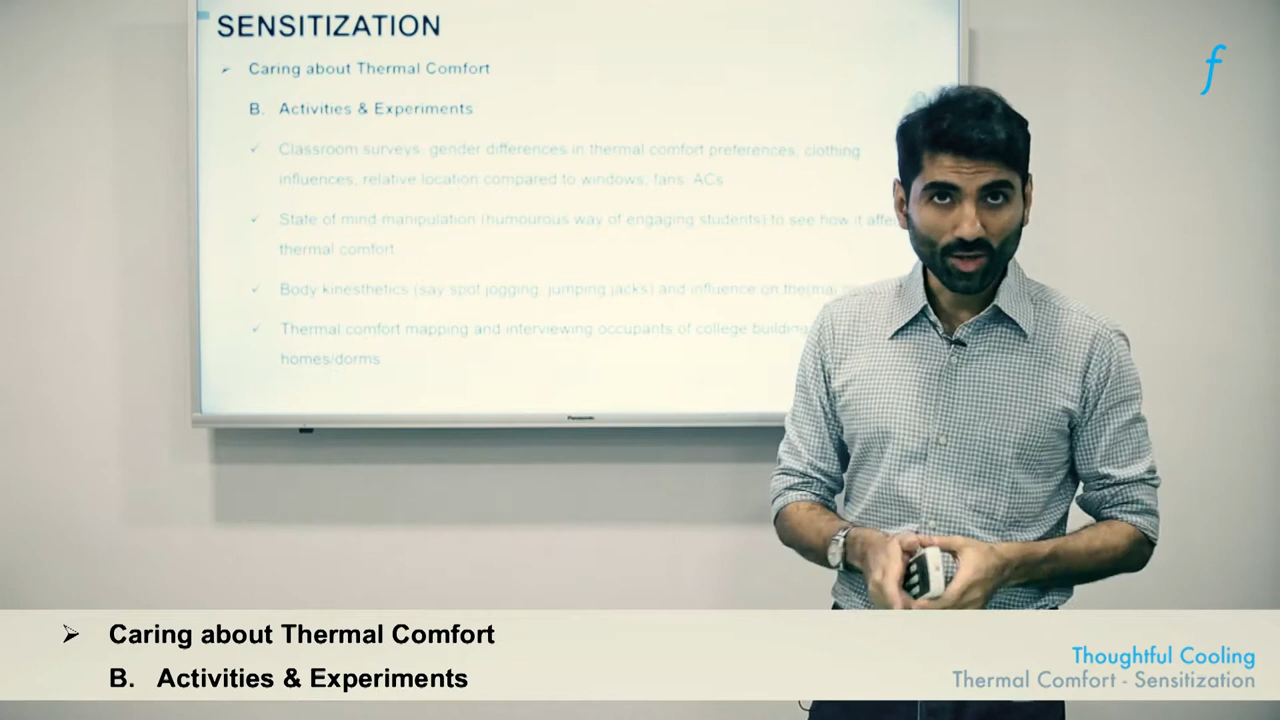 SENSITIZATION
➢ Caring about Thermal Comfort
B. Activities & Experiments
✓ Classroom surveys: gender differences in thermal comfort preferences, clothing
influences, relative location compared to windows, fans, ACs
✓ State of mind manipulation (humourous way of engaging students) to see how it
thermal comfort
✓ Body kinesthetics (say spot jogging, jumping jacks) and influence on thermal
✓ Thermal comfort mapping and interviewing occupants of college
homes/dorms
Panasonic
f
➢ Caring about Thermal Comfort
B. Activities & Experiments
Thoughtful Cooling
Thermal Comfort - Sensitization